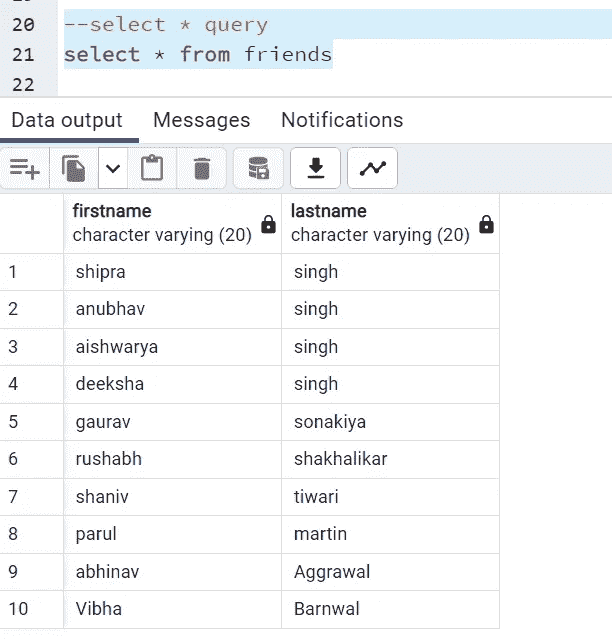 20 --select * query
21 select * from friends
22
Data output Messages Notifications
firstname lastname
character varying (20) character varying (20)
1 shipra singh
2 anubhav singh
3 aishwarya singh
4 deeksha singh
5 gaurav sonakiya
6 rushabh shakhalikar
7 shaniv tiwari
8 parul martin
9 abhinav Aggrawal
10 Vibha Barnwal